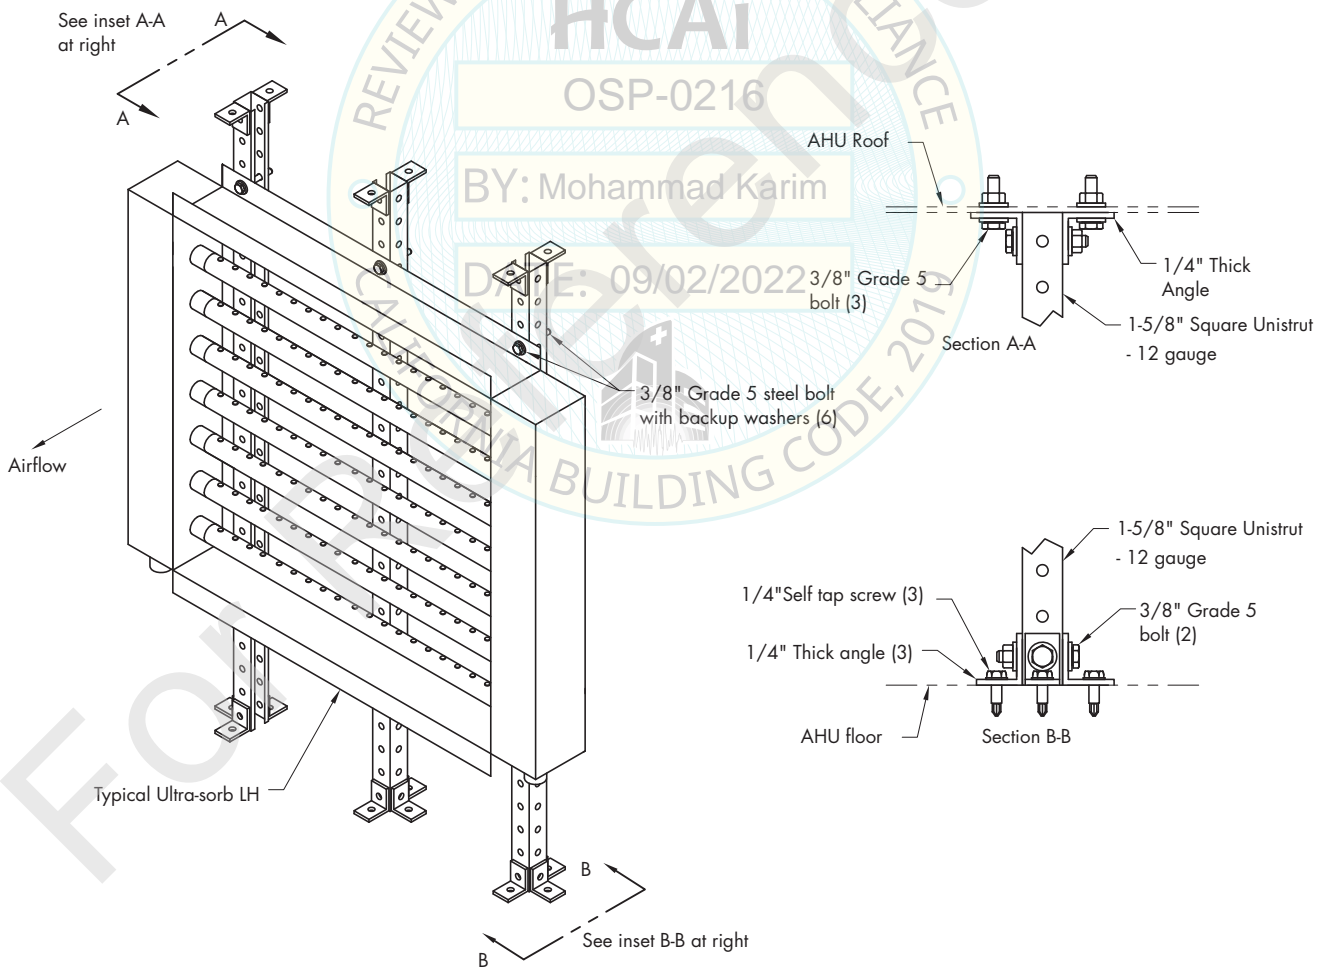 See inset A-A
at right
A
A
HCAi
REVIEW
LIANCE
OSP-0216
BY: Mohammad Karim
DATE: 09/02/2022
CALIFORNIA BUILDING CODE, 2019
For Reference
AHU Roof
3/8" Grade 5
bolt (3)
1/4" Thick
Angle
1-5/8" Square Unistrut
- 12 gauge
Section A-A
3/8" Grade 5 steel bolt
with backup washers (6)
Airflow
1-5/8" Square Unistrut
- 12 gauge
1/4"Self tap screw (3)
3/8" Grade 5
bolt (2)
1/4" Thick angle (3)
AHU floor
Section B-B
Typical Ultra-sorb LH
B
See inset B-B at right
B